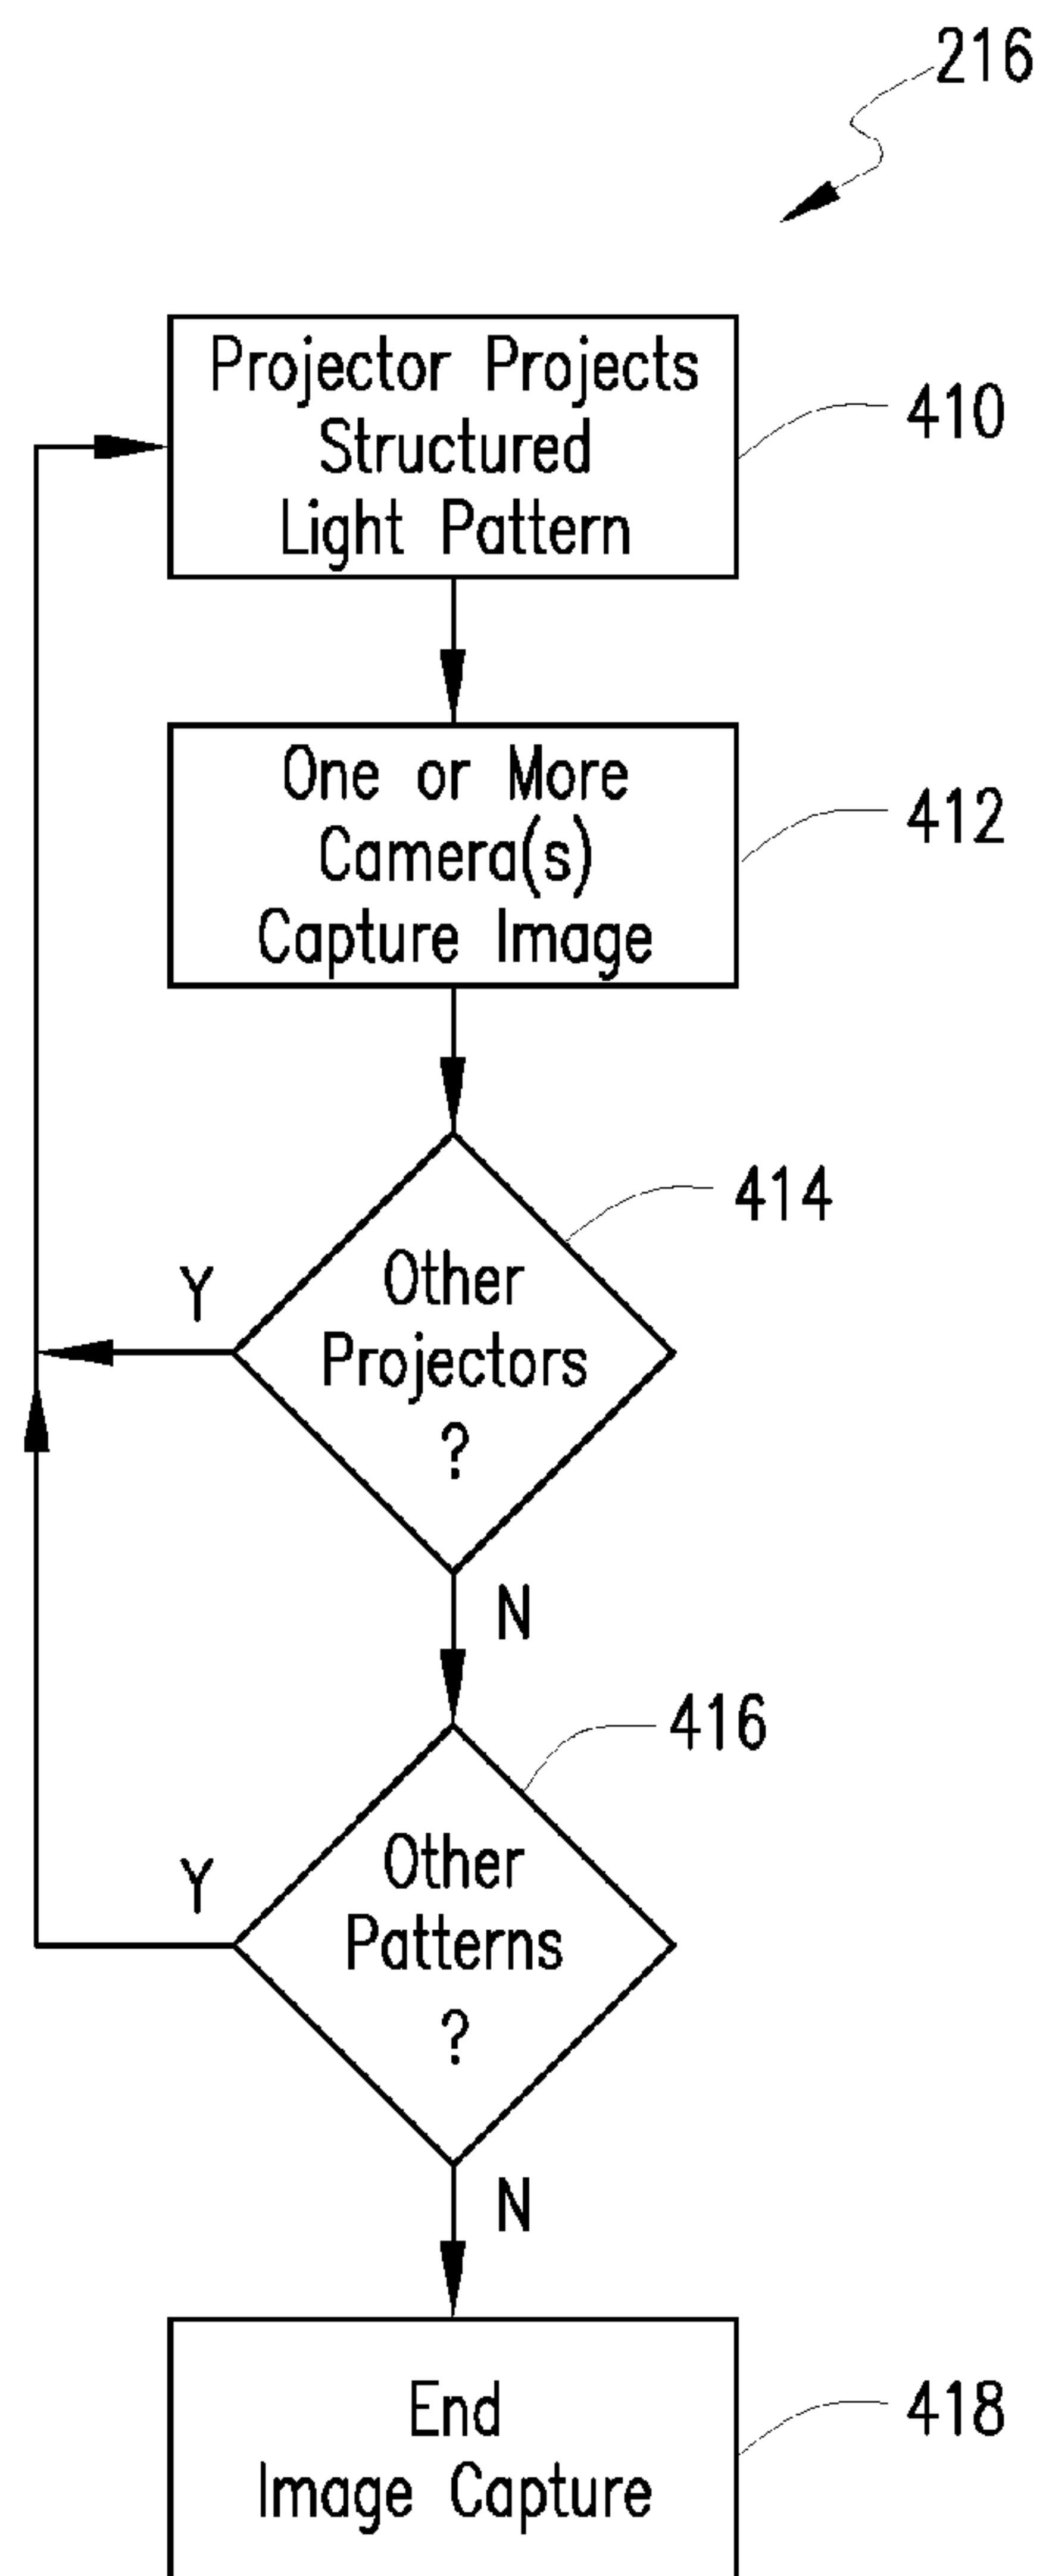 216
Projector Projects
Structured
Light Pattern
410
One or More
Camera(s)
Capture Image
412
414
Other
Projectors
?
Y
N
416
Other
Patterns
?
Y
N
End
Image Capture
418